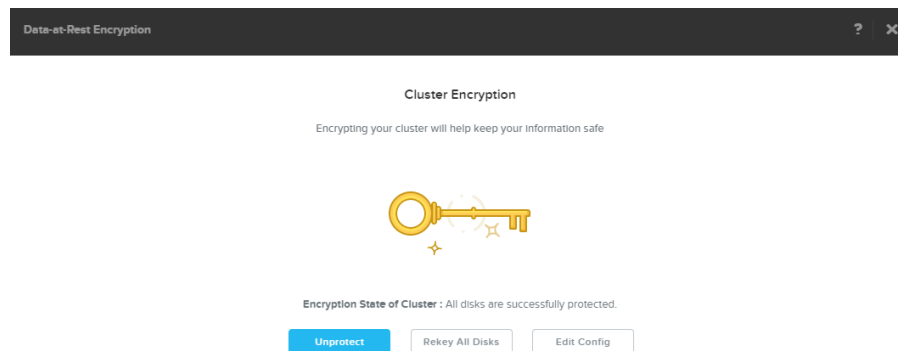 Data-at-Rest Encryption ?
Cluster Encryption
Encrypting your cluster will help keep your information safe
Encryption State of Cluster : All disks are successfully protected.
Unprotect Rekey All Disks Edit Config